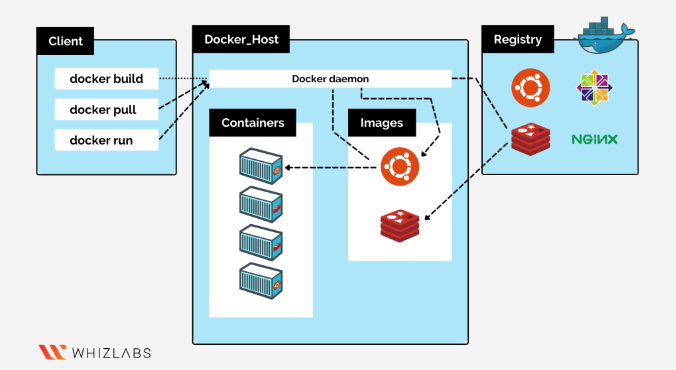 Client
docker build
docker pull
docker run
Docker_Host
Docker daemon
Containers
Images
Registry
NGINX
WHIZLABS